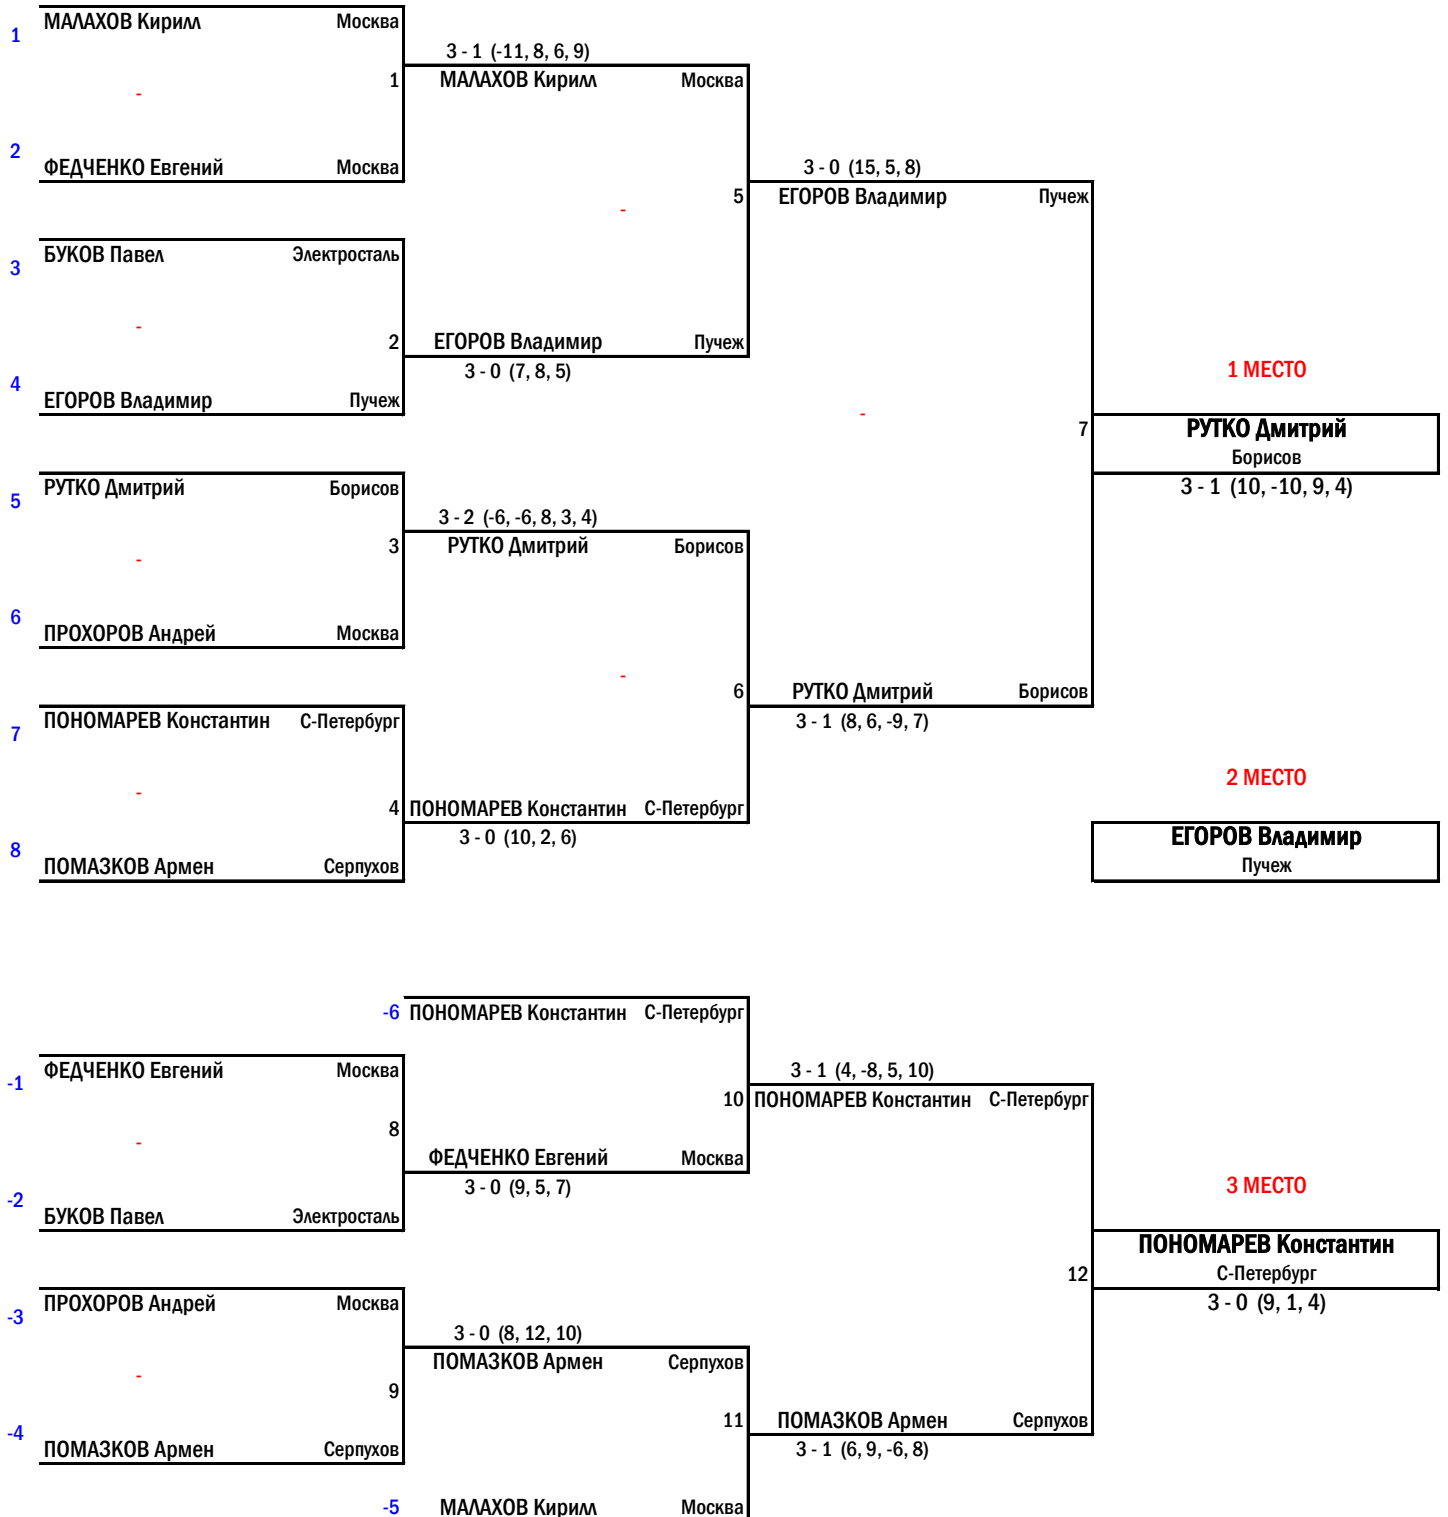 1 МАЛАХОВ Кирилл Москва
3 - 1 (-11, 8, 6, 9)
1 МАЛАХОВ Кирилл Москва
-
2 ФЕДЧЕНКО Евгений Москва
3 - 0 (15, 5, 8)
5 ЕГОРОВ Владимир Пучеж
-
3 БУКОВ Павел Электросталь
-
2 ЕГОРОВ Владимир Пучеж
3 - 0 (7, 8, 5)
1 МЕСТО
4 ЕГОРОВ Владимир Пучеж
-
7 РУТКО Дмитрий
Борисов
3 - 1 (10, -10, 9, 4)
5 РУТКО Дмитрий Борисов
3 - 2 (-6, -6, 8, 3, 4)
3 РУТКО Дмитрий Борисов
-
6 ПРОХОРОВ Андрей Москва
-
6 РУТКО Дмитрий Борисов
3 - 1 (8, 6, -9, 7)
7 ПОНОМАРЕВ Константин С-Петербург
2 МЕСТО
-
4 ПОНОМАРЕВ Константин С-Петербург
3 - 0 (10, 2, 6)
ЕГОРОВ Владимир
Пучеж
8 ПОМАЗКОВ Армен Серпухов
-6 ПОНОМАРЕВ Константин С-Петербург
-1 ФЕДЧЕНКО Евгений Москва
3 - 1 (4, -8, 5, 10)
10 ПОНОМАРЕВ Константин С-Петербург
8
-
ФЕДЧЕНКО Евгений Москва
3 - 0 (9, 5, 7)
3 МЕСТО
-2 БУКОВ Павел Электросталь
ПОНОМАРЕВ Константин
12 С-Петербург
3 - 0 (9, 1, 4)
-3 ПРОХОРОВ Андрей Москва
3 - 0 (8, 12, 10)
ПОМАЗКОВ Армен Серпухов
-
9
11 ПОМАЗКОВ Армен Серпухов
3 - 1 (6, 9, -6, 8)
-4 ПОМАЗКОВ Армен Серпухов
-5 МАЛАХОВ Кирилл Москва